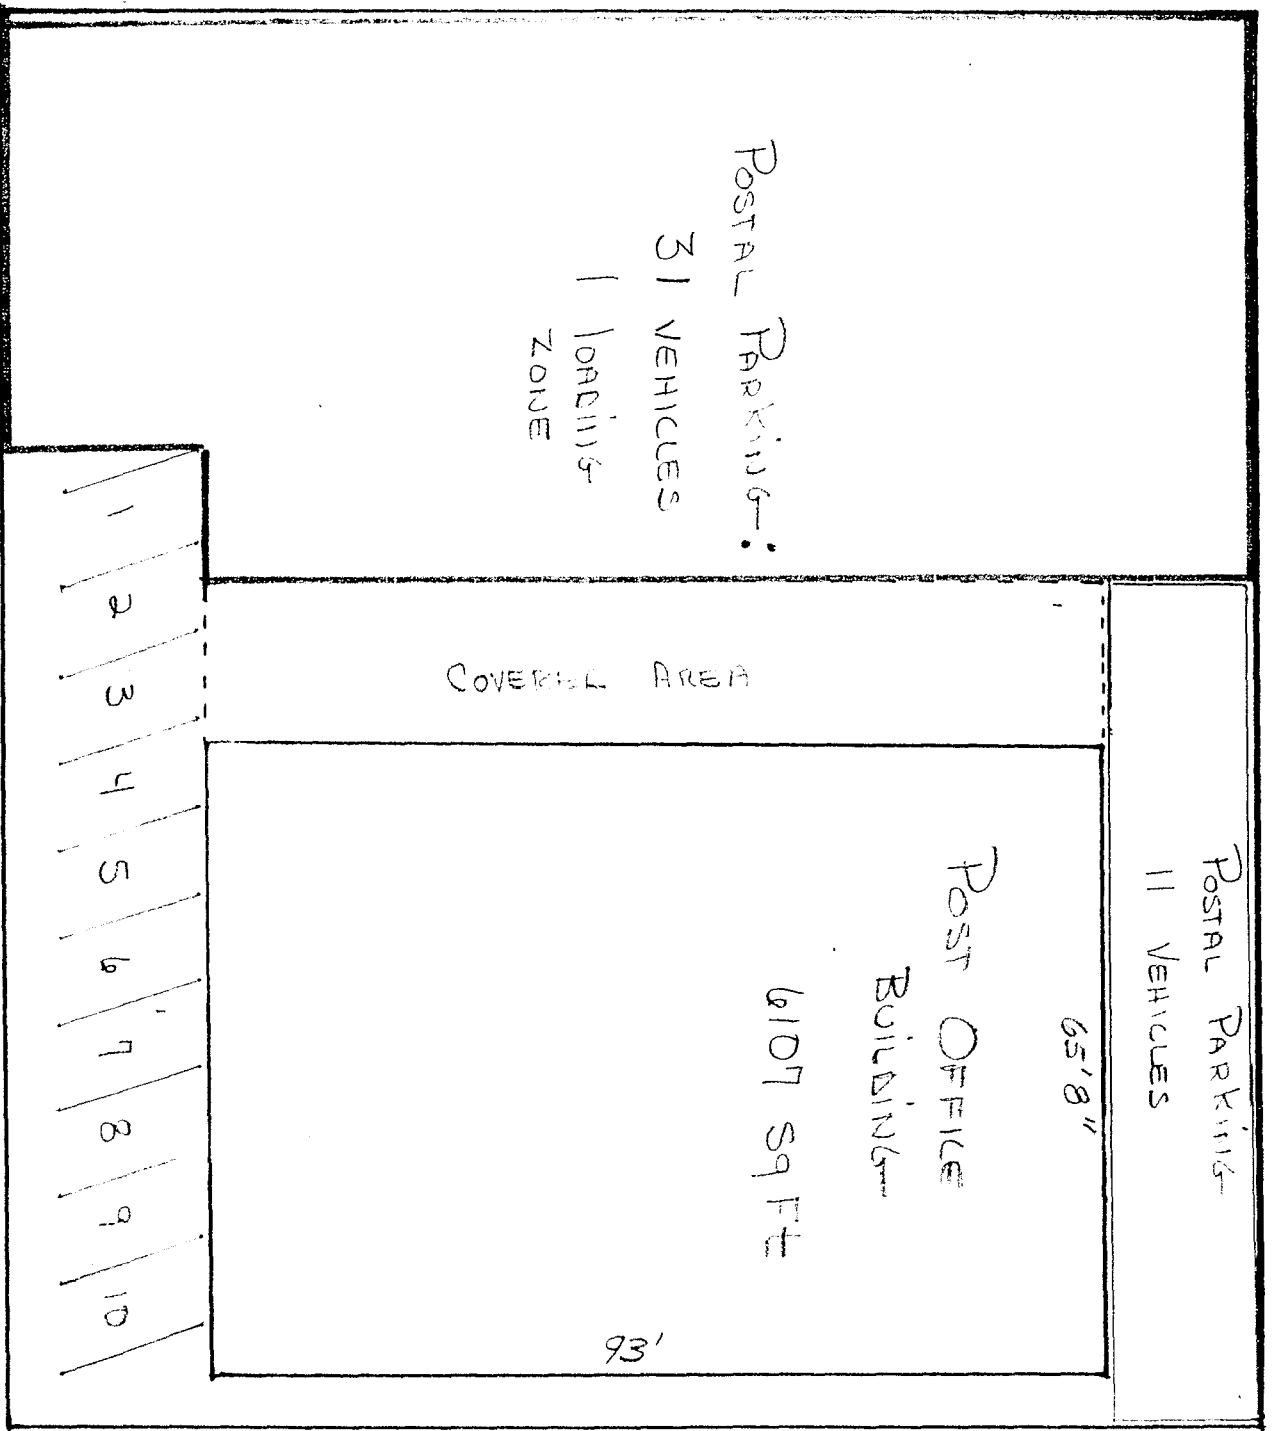 POSTAL PARKING:
31 VEHICLES
1 lOADING
ZONE
COVERED AREA
POSTAL PARKING
11 VEHICLES
65'8"
POST OFFICE
BUILDING
6107 Sq Ft
93'
1
2
3
4
5
6
7
8
9
10